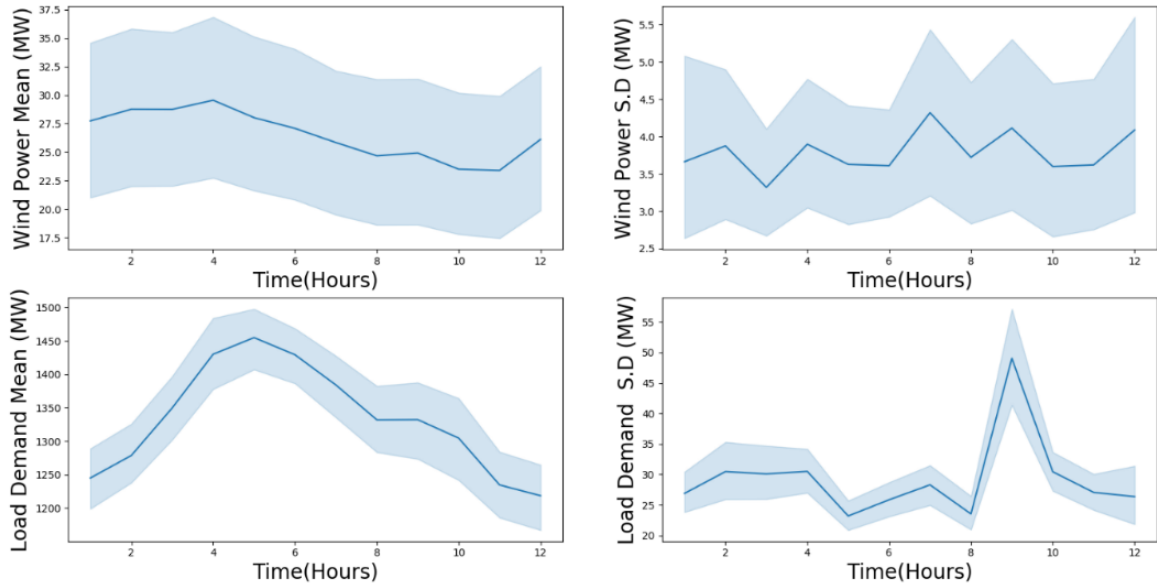 Wind Power Mean (MW)
37.5
35.0
32.5
30.0
27.5
25.0
22.5
20.0
17.5
2 4 6 8 10 12
Time(Hours)
Wind Power S.D (MW)
5.5
5.0
4.5
4.0
3.5
3.0
2.5
2 4 6 8 10 12
Time(Hours)
Load Demand Mean (MW)
1500
1450
1400
1350
1300
1250
1200
2 4 6 8 10 12
Time(Hours)
Load Demand S.D (MW)
55
50
45
40
35
30
25
20
2 4 6 8 10 12
Time(Hours)